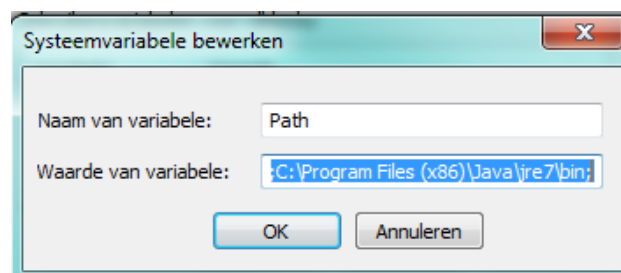 Systeemvariabele bewerken
Naam van variabele: Path
Waarde van variabele: ;C:\Program Files (x86)\Java\jre7\bin;
OK Annuleren